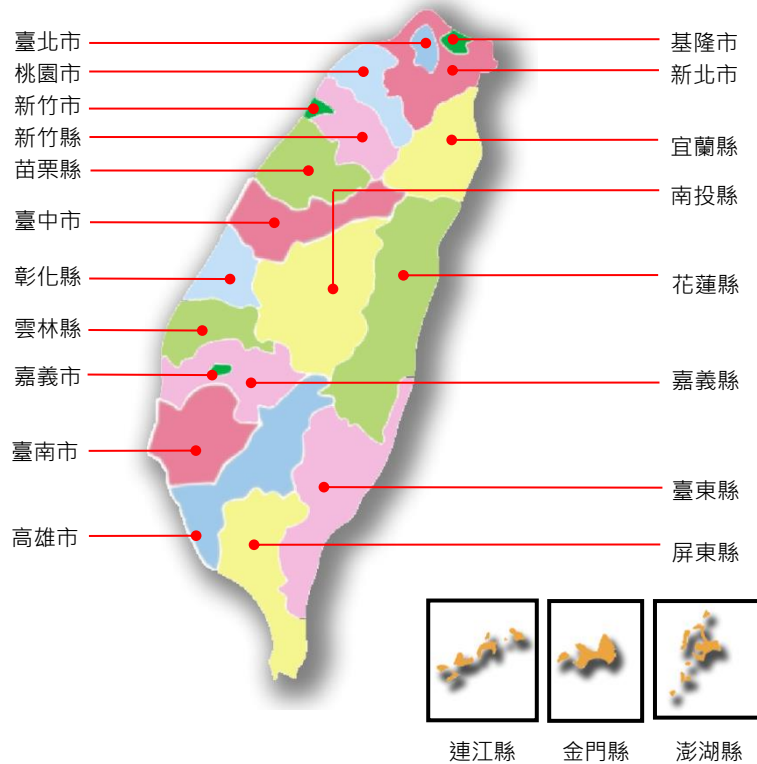 臺北市
桃園市
新竹市
新竹縣
苗栗縣
臺中市
彰化縣
雲林縣
嘉義市
臺南市
高雄市
基隆市
新北市
宜蘭縣
南投縣
花蓮縣
嘉義縣
臺東縣
屏東縣
連江縣
金門縣
澎湖縣